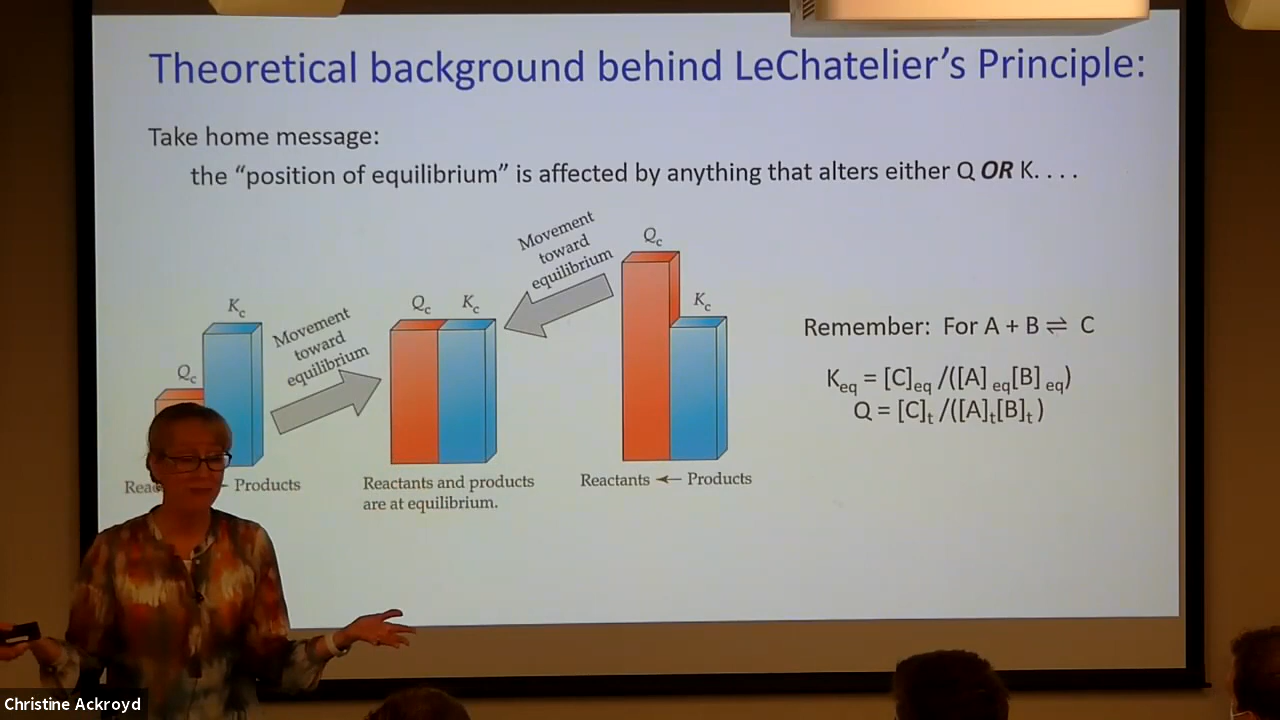 Theoretical background behind LeChatelier's Principle:
Take home message:
the “position of equilibrium” is affected by anything that alters either Q OR K. . . .
Movement
toward
equilibrium
Qc
Kc
Kc
Movement
toward
equilibrium
Qc
Qc Kc
Reactants and products
are at equilibrium.
Products
Reactants ← Products
Remember: For A + B ⇌ C
Keq = [C]eq /([A] eq[B] eq)
Q = [C]t /([A]t[B]t )
Christine Ackroyd